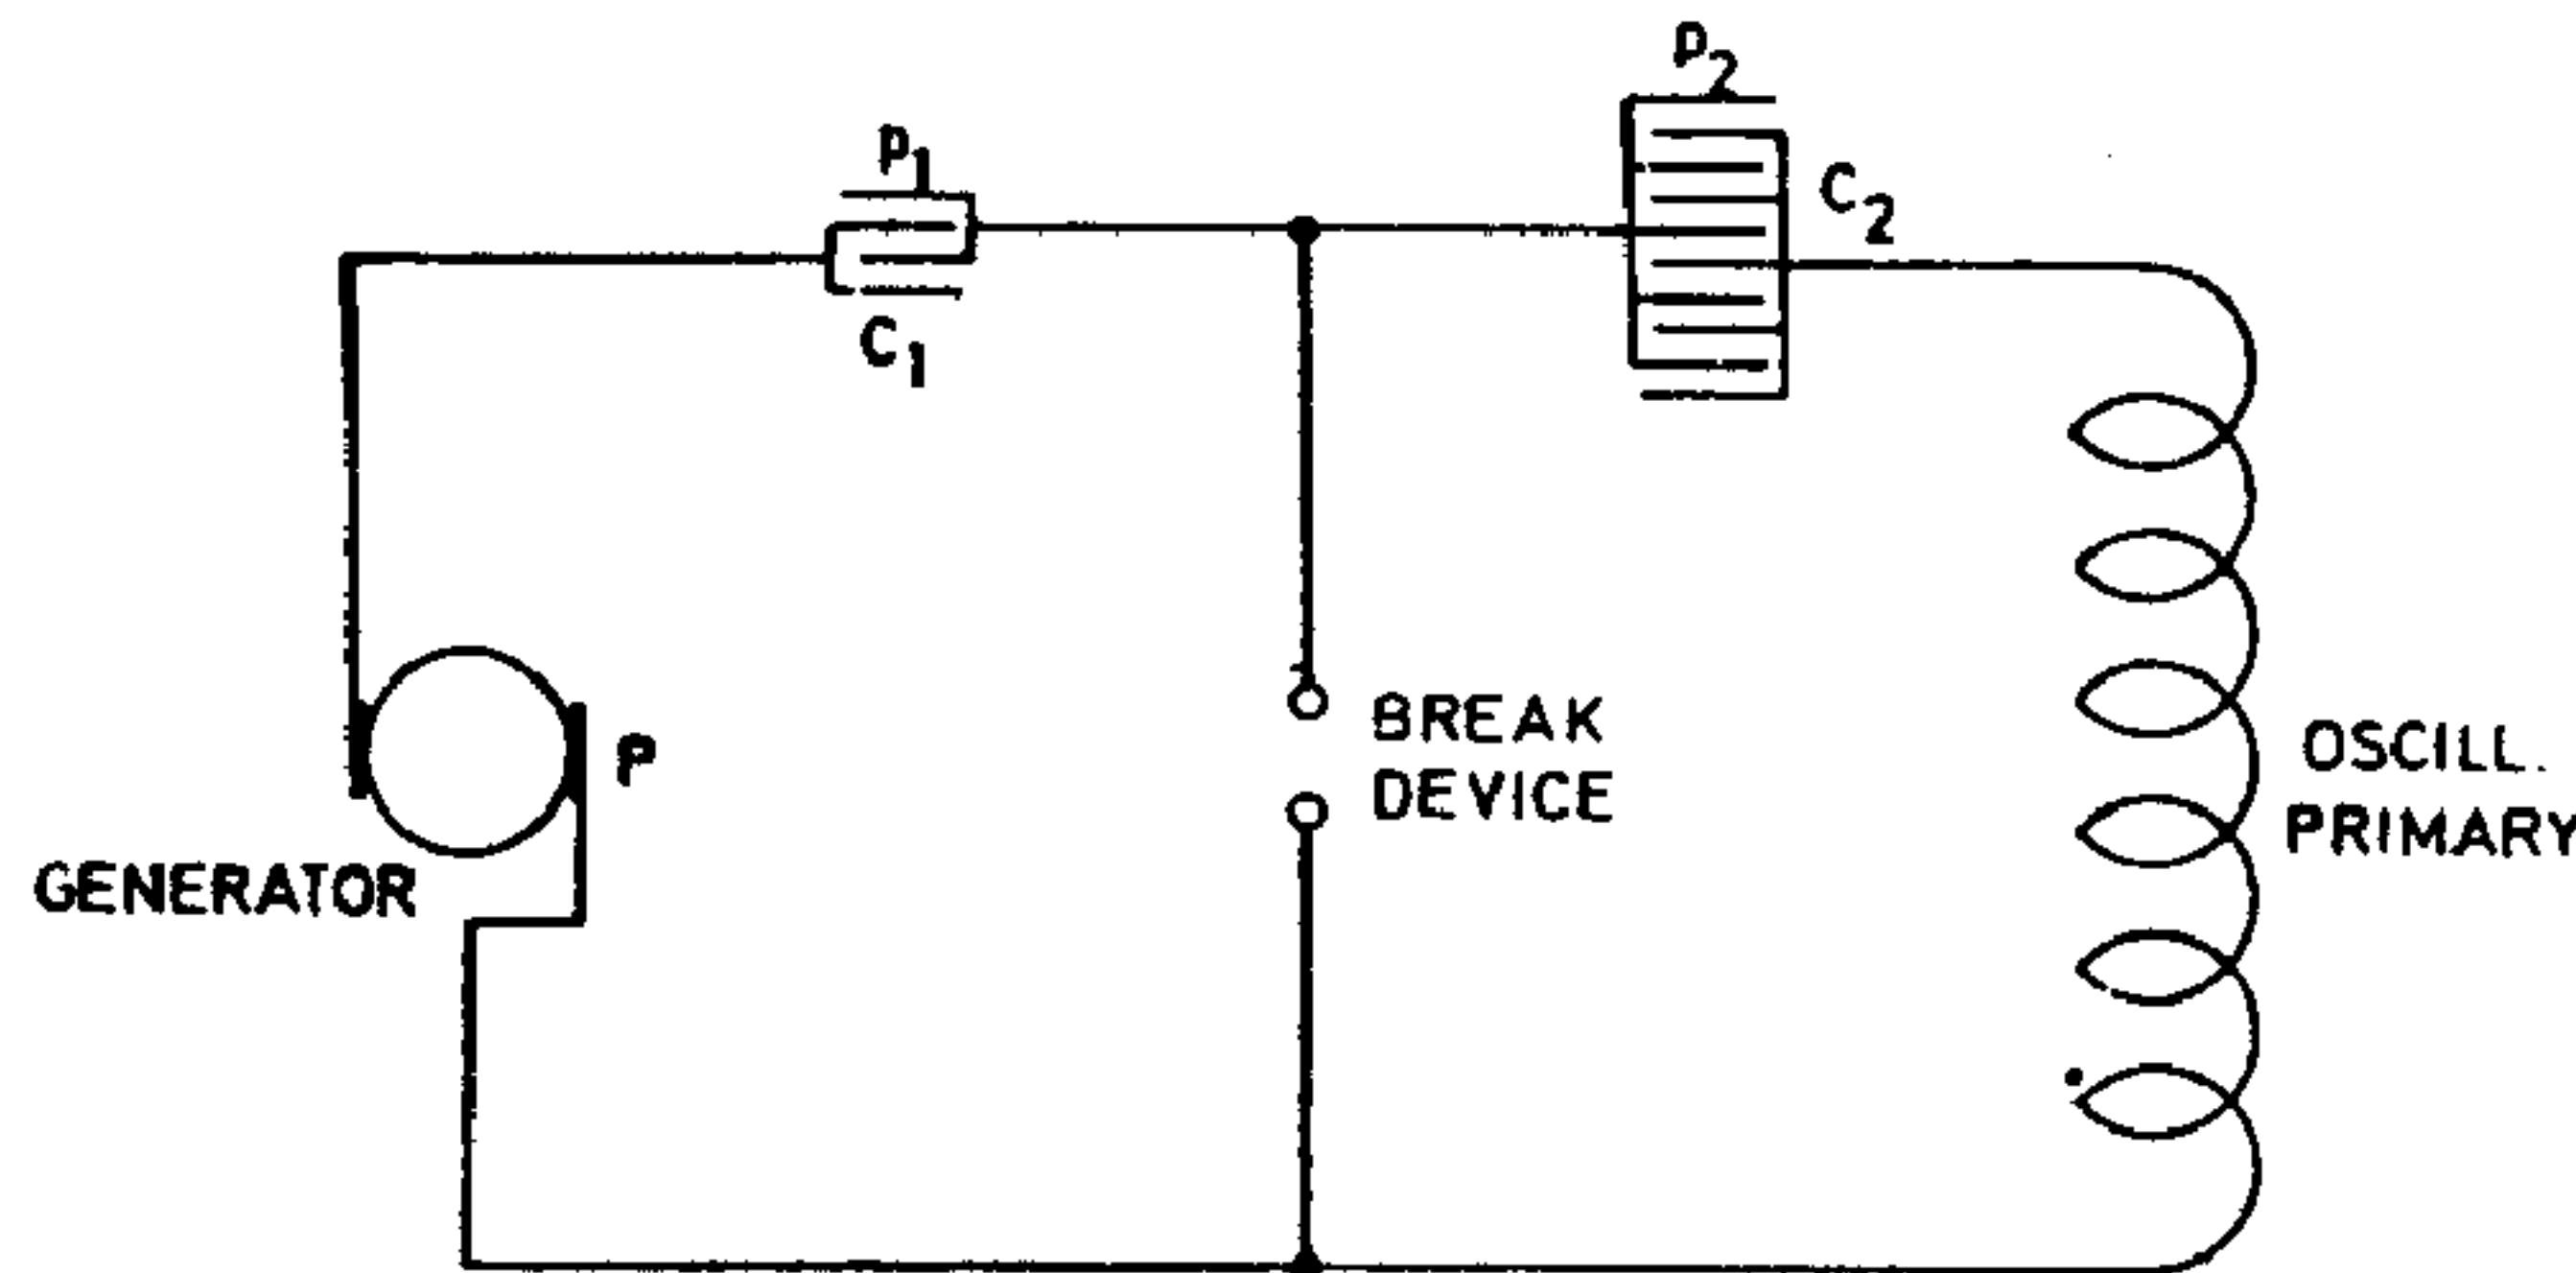 p₂
p₁
C₂
C₁
BREAK
DEVICE
P
OSCILL.
PRIMARY
GENERATOR